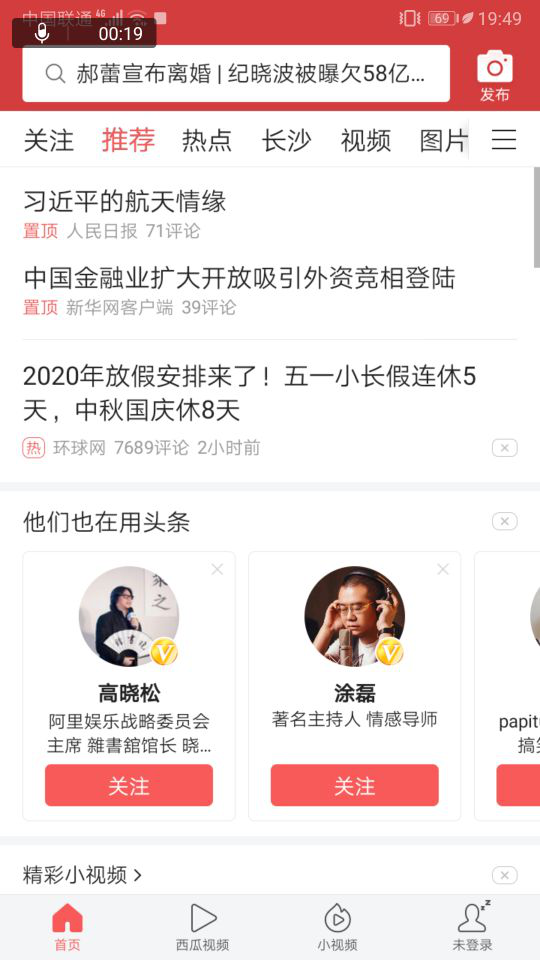 中国联通 4G
69
19:49
00:19
郝蕾宣布离婚 | 纪晓波被曝欠58亿...
发布
关注 推荐 热点 长沙 视频 图片
习近平的航天情缘
置顶 人民日报 71评论
中国金融业扩大开放吸引外资竞相登陆
置顶 新华网客户端 39评论
2020年放假安排来了！五一小长假连休5
天，中秋国庆休8天
热 环球网 7689评论 2小时前
他们也在用头条
高晓松
阿里娱乐战略委员会
主席 雜書舘馆长 晓...
关注
涂磊
著名主持人 情感导师
关注
papit
搞笑
精彩小视频
首页 西瓜视频 小视频 未登录